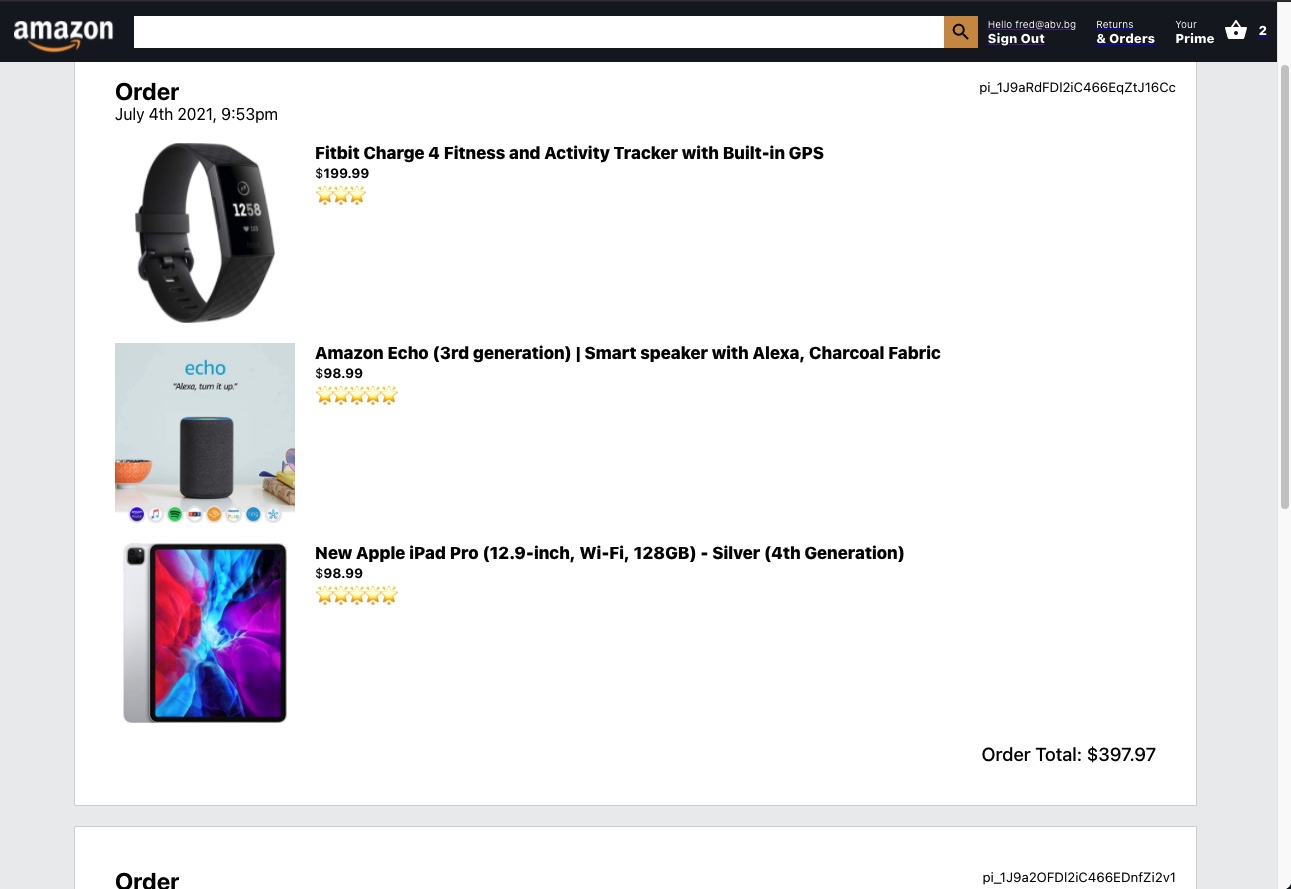 amazon
Hello fred@abv.bg
Sign Out
Returns
& Orders
Your
Prime
2
Order
pi_1J9aRdFDI2iC466EqZtJ16Cc
July 4th 2021, 9:53pm
1258
Fitbit Charge 4 Fitness and Activity Tracker with Built-in GPS
$199.99
echo
"Alexa, turn it up."
Amazon Echo (3rd generation) | Smart speaker with Alexa, Charcoal Fabric
$98.99
New Apple iPad Pro (12.9-inch, Wi-Fi, 128GB) - Silver (4th Generation)
$98.99
Order Total: $397.97
Order
pi_1J9a2OFDI2iC466EDnfZi2v1